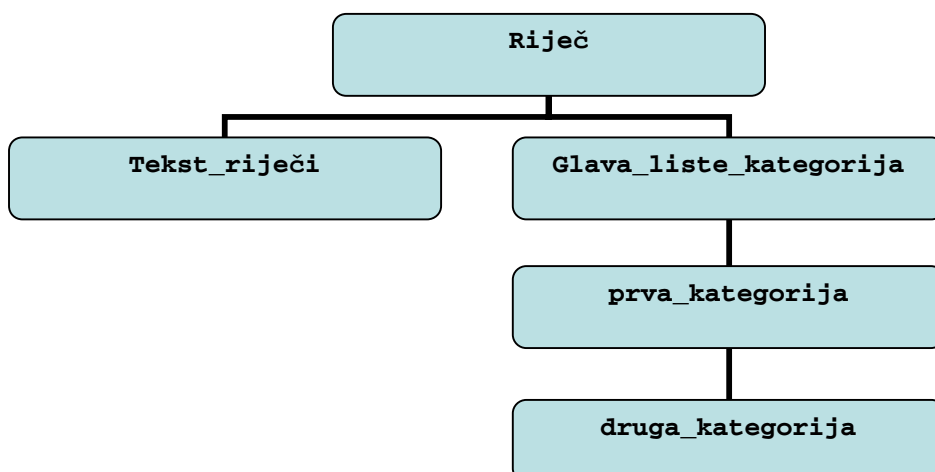 Riječ
Tekst_riječi
Glava_liste_kategorija
prva_kategorija
druga_kategorija